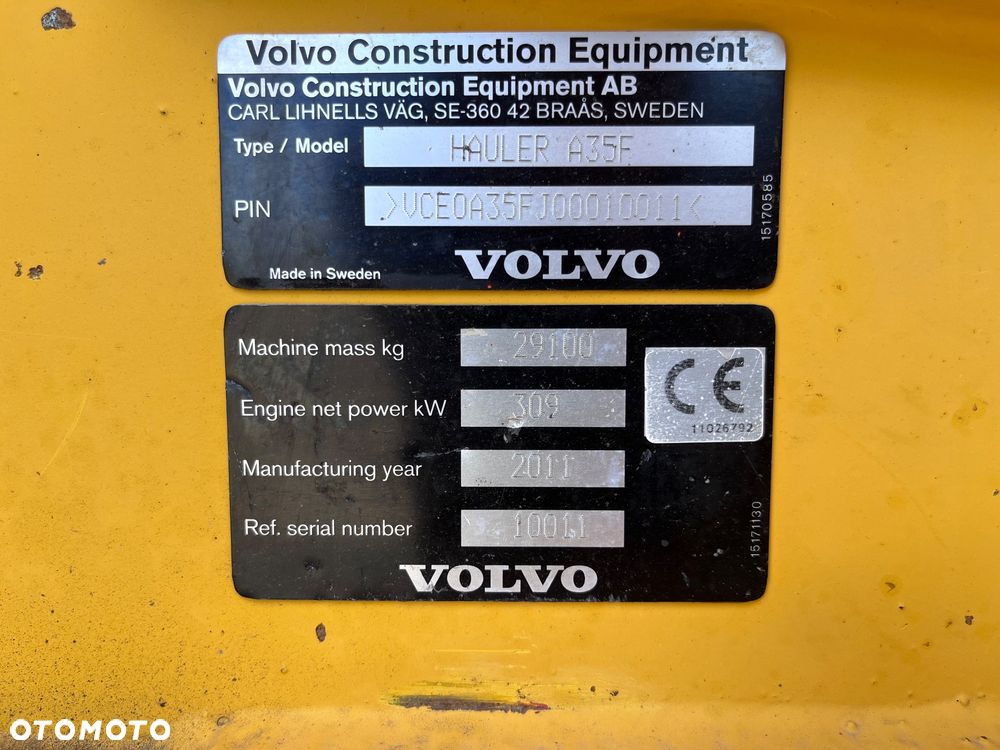 Volvo Construction Equipment
Volvo Construction Equipment AB
CARL LIHNELLS VÄG, SE-360 42 BRAÅS, SWEDEN
Type / Model HAULER A35F
PIN >VCE0A35FJ00010011<
15170585
Made in Sweden VOLVO
Machine mass kg 29100
CE
Engine net power kW 309
11026792
Manufacturing year 2011
Ref. serial number 10011
15171130
VOLVO
OTOMOTO